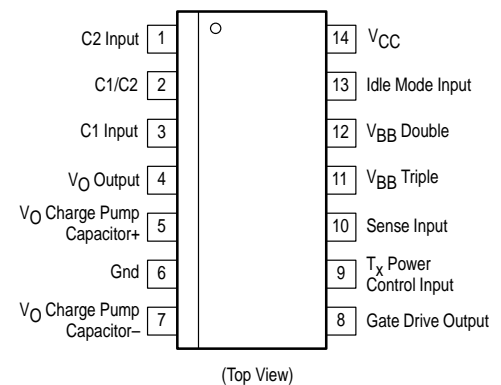 C2 Input 1
C1/C2 2
C1 Input 3
VO Output 4
VO Charge Pump
Capacitor+ 5
Gnd 6
VO Charge Pump
Capacitor– 7
14 VCC
13 Idle Mode Input
12 VBB Double
11 VBB Triple
10 Sense Input
9 Tx Power
Control Input
8 Gate Drive Output
(Top View)